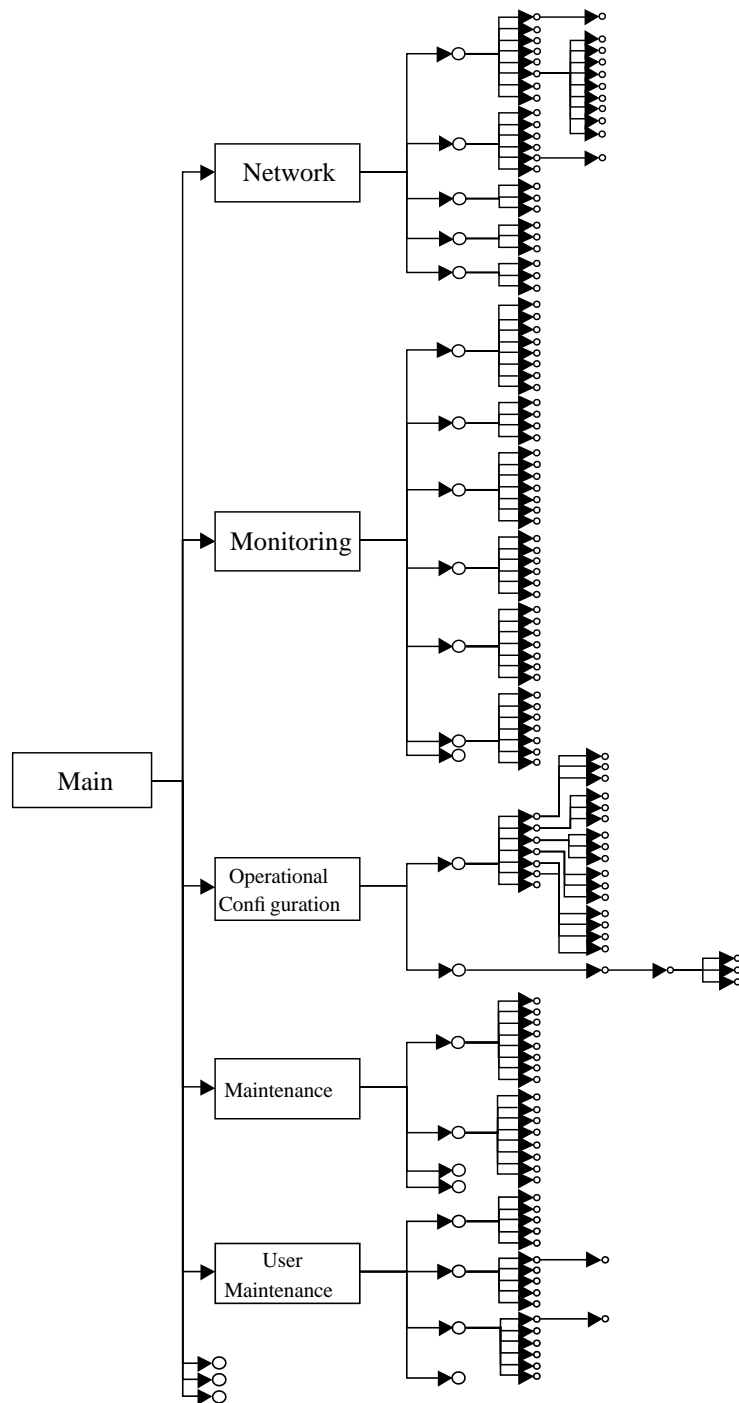 Network
Monitoring
Main
Operational
Confi guration
Maintenance
User
Maintenance